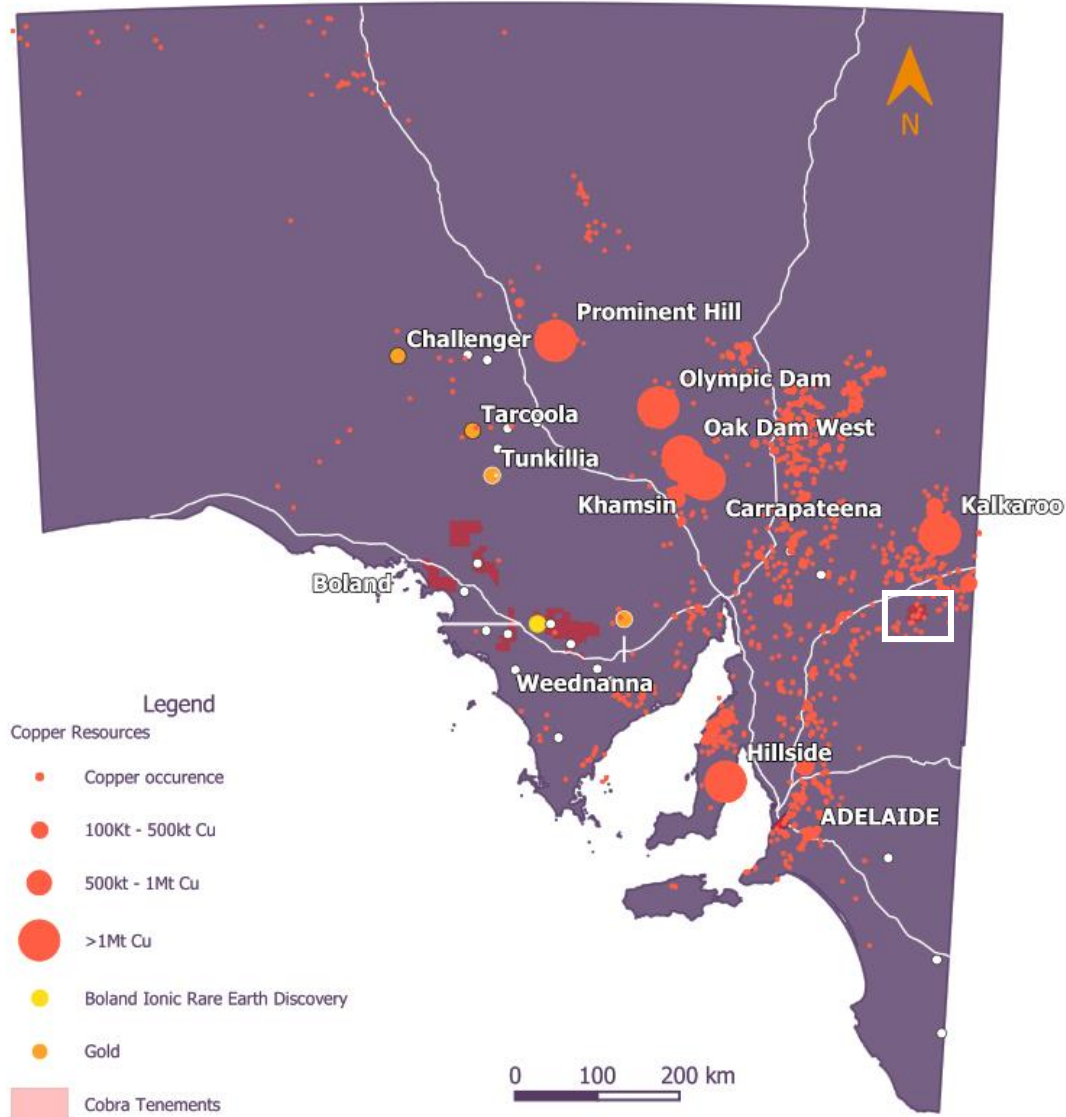 N
Prominent Hill
Challenger
Olympic Dam
Tarcoola
Oak Dam West
Tunkillia
Khamsin
Carrapateena
Kalkaroo
Boland
Weednanna
Hillside
ADELAIDE
Legend
Copper Resources
Copper occurence
100Kt - 500kt Cu
500kt - 1Mt Cu
>1Mt Cu
Boland Ionic Rare Earth Discovery
Gold
Cobra Tenements
0 100 200 km